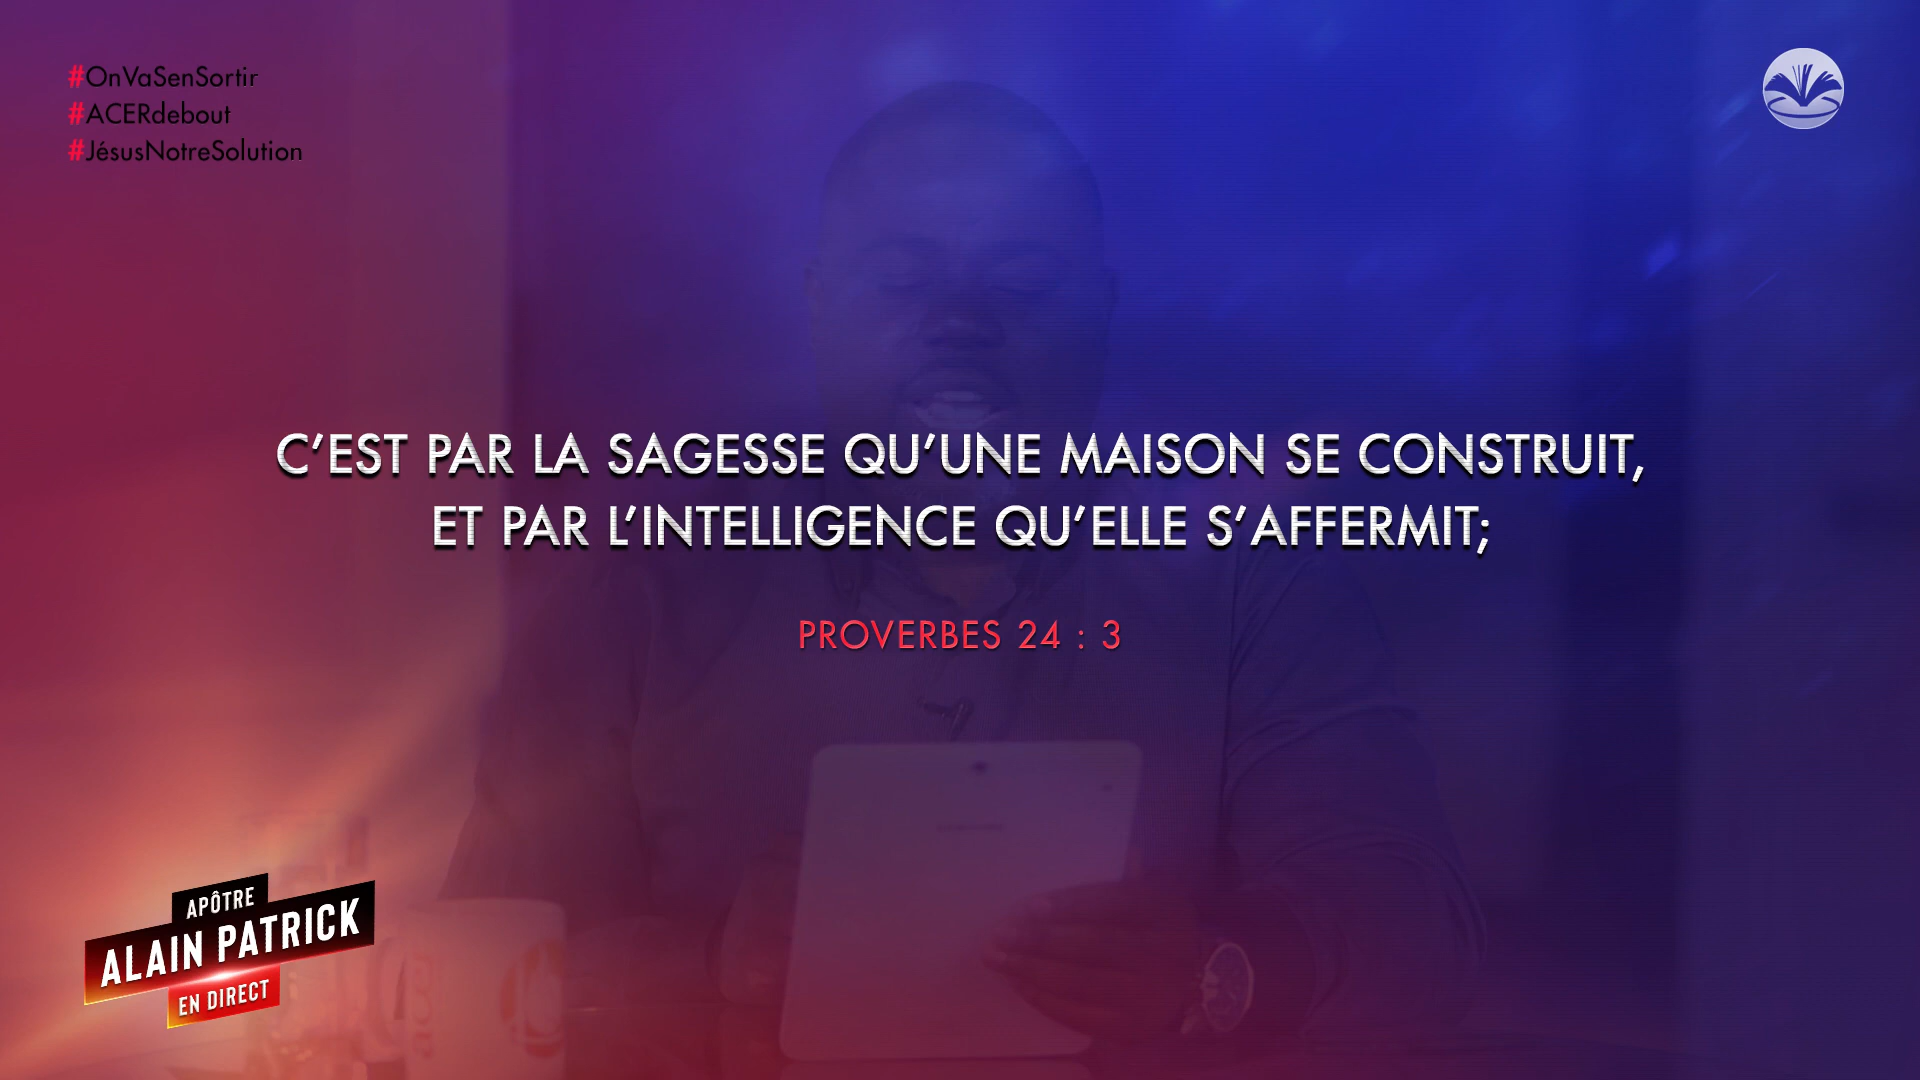 #OnVaSenSortir
#ACERdebout
#JésusNotreSolution
C’EST PAR LA SAGESSE QU’UNE MAISON SE CONSTRUIT,
ET PAR L’INTELLIGENCE QU’ELLE S’AFFERMIT;
PROVERBES 24 : 3
APÔTRE
ALAIN PATRICK
EN DIRECT